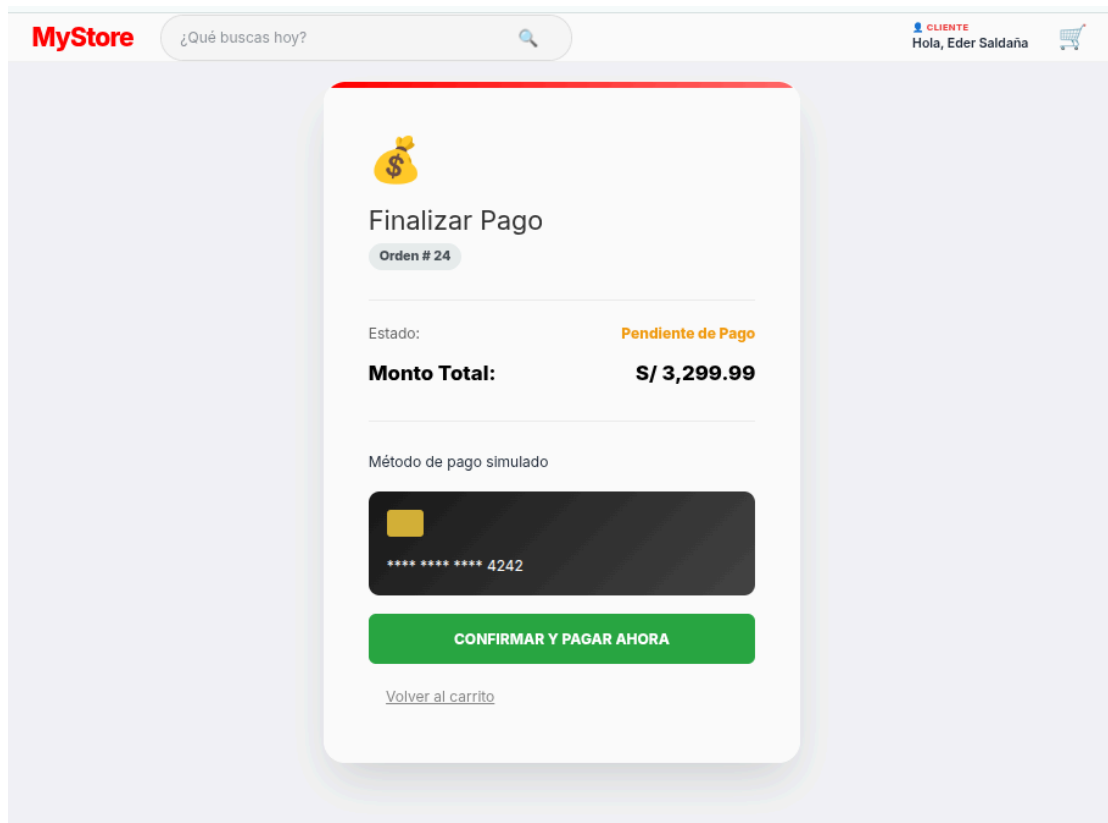 MyStore
¿Qué buscas hoy?
CLIENTE
Hola, Eder Saldaña
Finalizar Pago
Orden # 24
Estado: Pendiente de Pago
Monto Total: S/ 3,299.99
Método de pago simulado
**** **** **** 4242
CONFIRMAR Y PAGAR AHORA
Volver al carrito